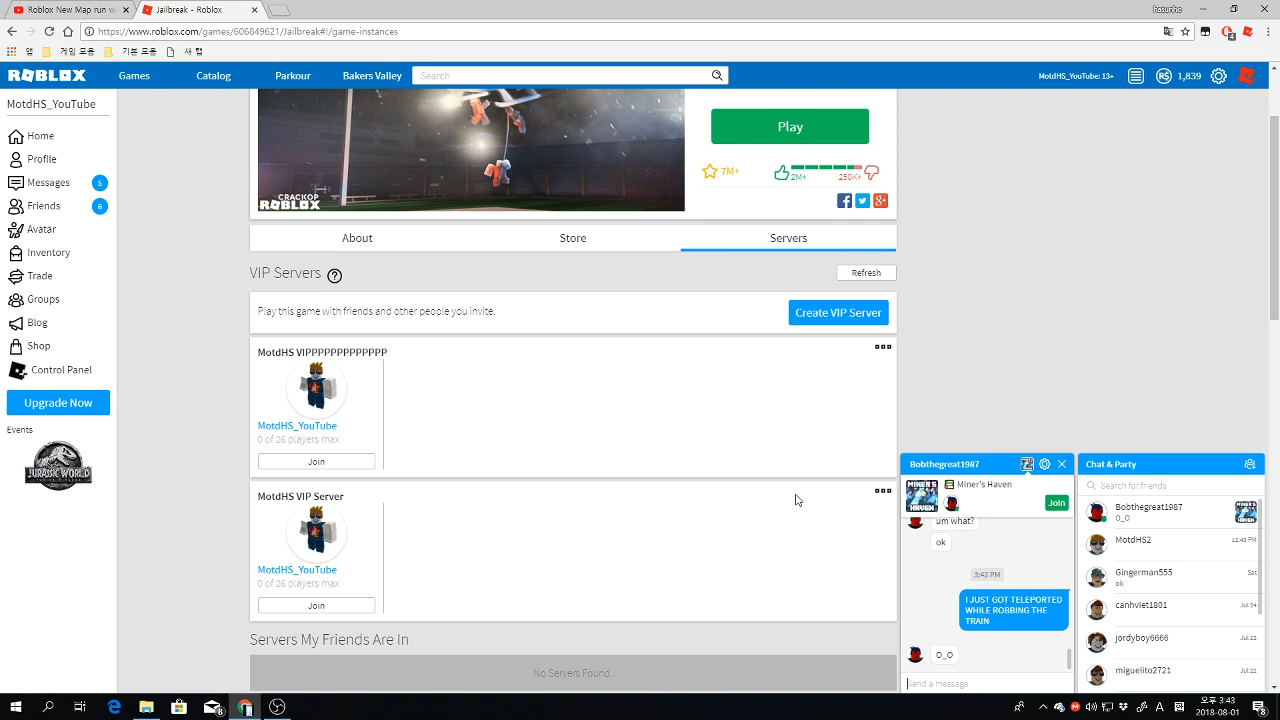 Roblox New Map run w
Jailbreak - Roblox
hasunho
https://www.roblox.com/games/606849621/Jailbreak#!/game-instances
앱
게임 모음
기본 모음
새 탭
ROBLOX
Games
Catalog
Parkour
Bakers Valley
Search
MotdHS_YouTube: 13+
R$
1,839
MotdHS_YouTube
Home
Profile
Messages
5
Friends
6
Avatar
Inventory
Trade
Groups
Blog
Shop
Control Panel
Upgrade Now
Events
JURASSIC WORLD
CRACKOP
ROBLOX
Play
7M+
2M+
250K+
About
Store
Servers
VIP Servers
Refresh
Play this game with friends and other people you invite.
Create VIP Server
MotdHS VIPPPPPPPPPPPPP
MotdHS_YouTube
0 of 26 players max
Join
MotdHS VIP Server
MotdHS_YouTube
0 of 26 players max
Join
Servers My Friends Are In
No Servers Found.
Bobthegreat1987
MINER'S
HAVEN
Miner's Haven
Join
um what?
ok
3:42 PM
I JUST GOT TELEPORTED
WHILE ROBBING THE
TRAIN
O_O
Send a message
Chat & Party
Search for friends
Bobthegreat1987
O_O
MotdHS2
12:43 PM
Gingerman555
Sat
ok
canhviet1801
Jul 24
jordyboy6666
Jul 22
miguelito2721
Jul 22
A
오후 3:43
2018-08-01